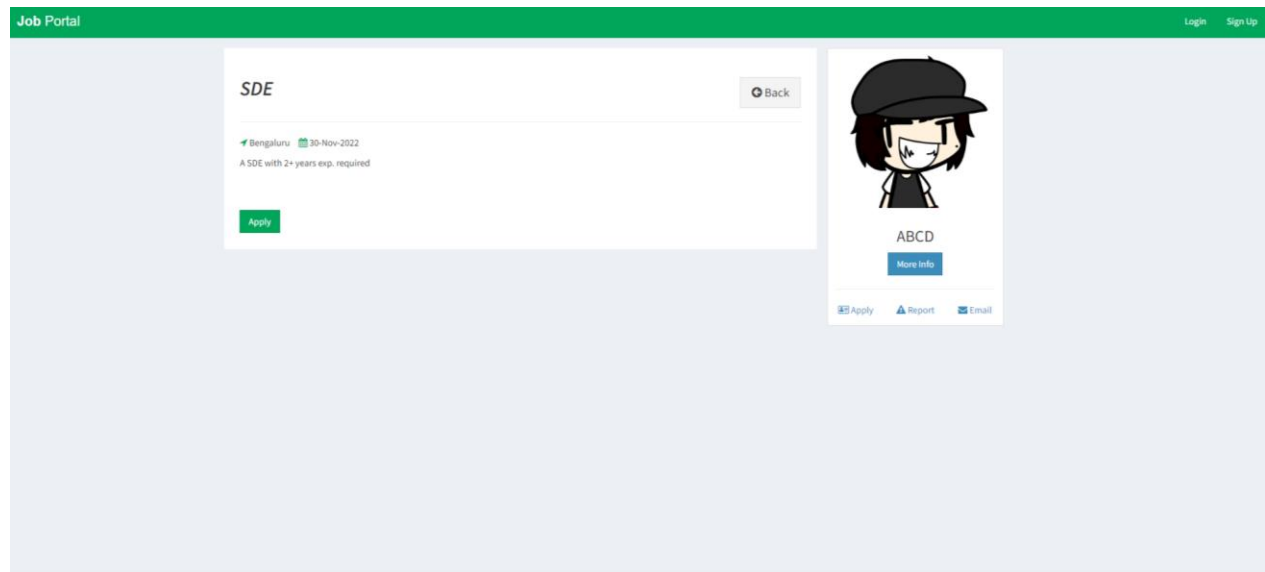 Job Portal
Login Sign Up
SDE
Back
Bengaluru 30-Nov-2022
A SDE with 2+ years exp. required
Apply
ABCD
More Info
Apply Report Email